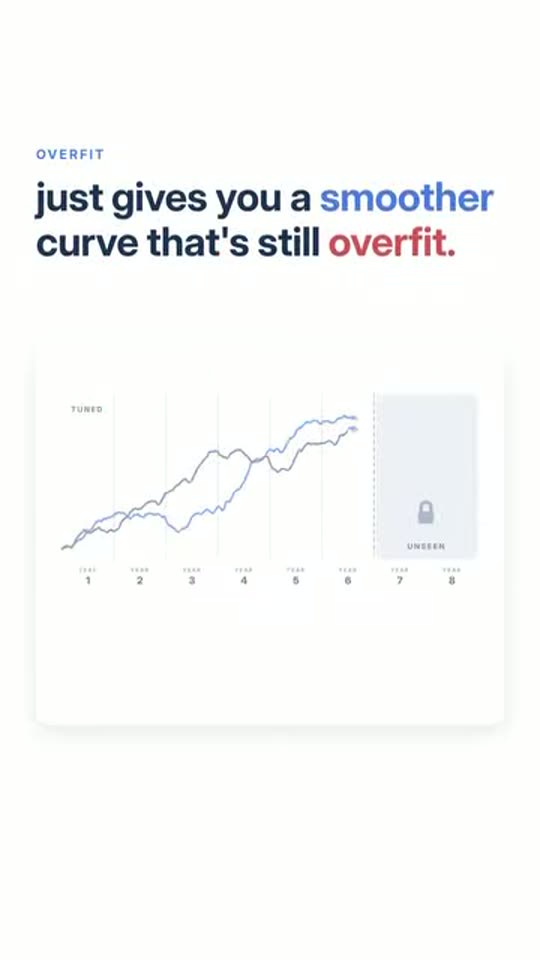 OVERFIT
just gives you a smoother
curve that's still overfit.
TUNED
UNSEEN
YEAR YEAR YEAR YEAR YEAR YEAR YEAR YEAR
1 2 3 4 5 6 7 8